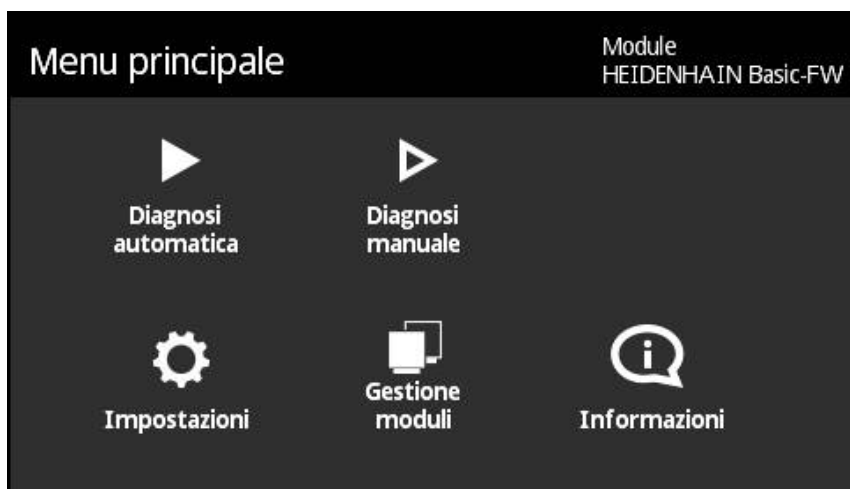 Menu principale
Module
HEIDENHAIN Basic-FW
Diagnosi
automatica
Diagnosi
manuale
Impostazioni
Gestione
moduli
Informazioni